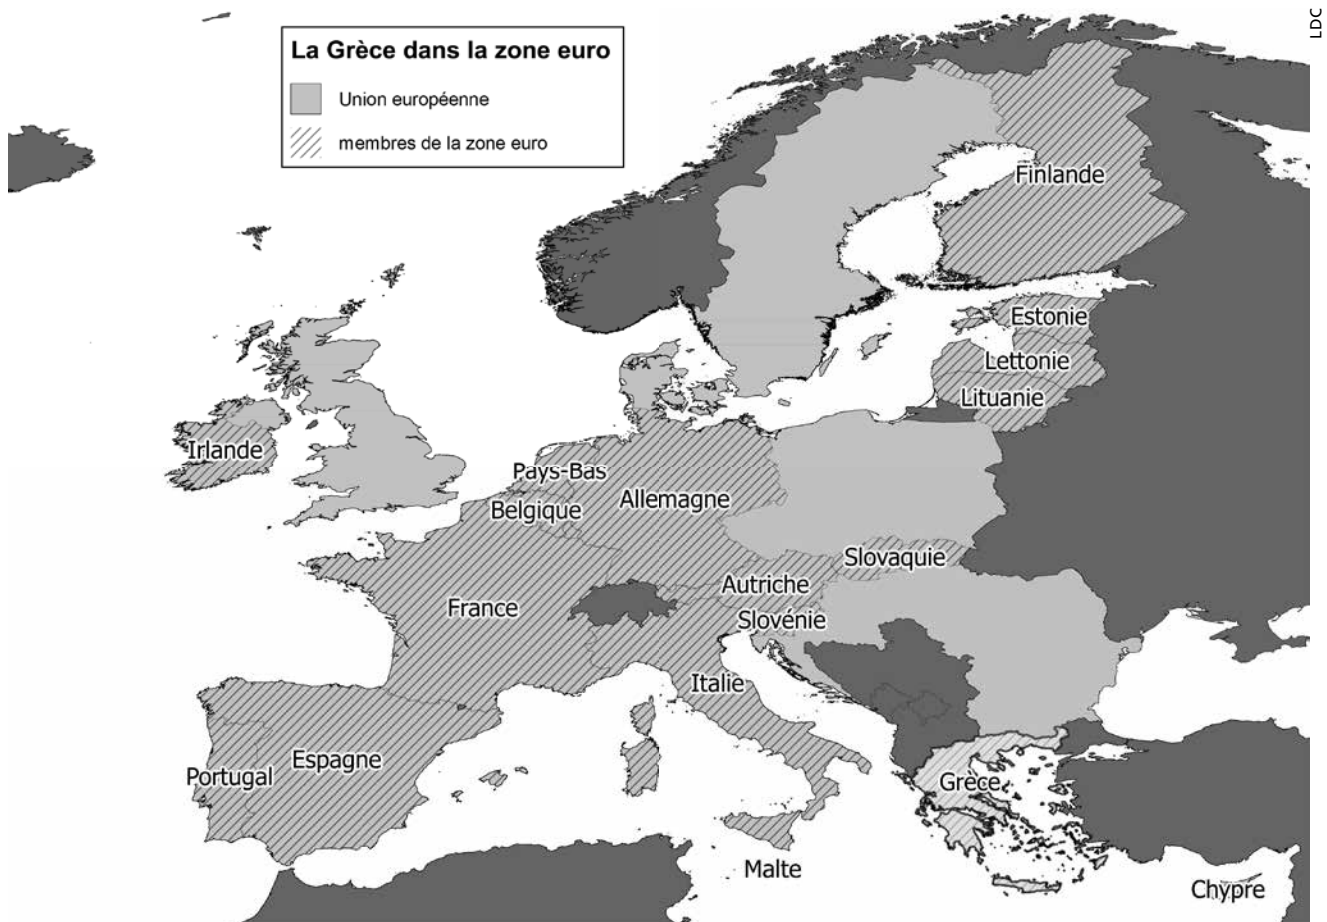 LDC
La Grèce dans la zone euro
Union européenne
membres de la zone euro
Finlande
Estonie
Lettonie
Lituanie
Irlande
Pays-Bas
Belgique
Allemagne
Slovaquie
Autriche
France
Slovénie
Italie
Espagne
Portugal
Grèce
Malte
Chypre